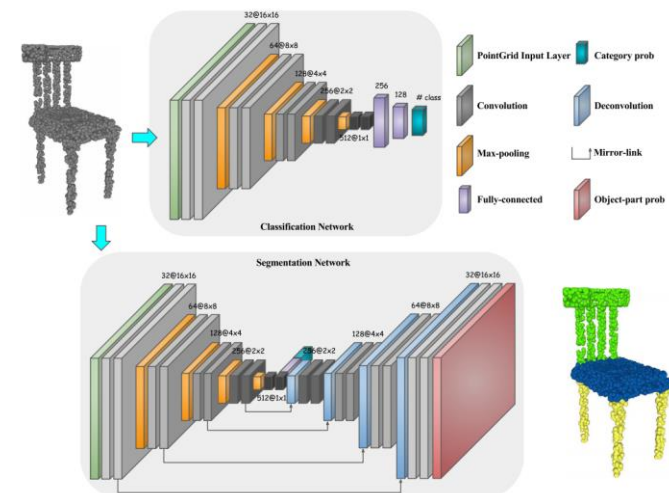 32@16x16
64@8x8
128@4x4
256@2x2
512@1x1
256
128
# class
Classification Network
PointGrid Input Layer
Category prob
Convolution
Deconvolution
Max-pooling
Mirror-link
Fully-connected
Object-part prob
Segmentation Network
32@16x16
64@8x8
128@4x4
256@2x2
512@1x1
256@2x2
128@4x4
64@8x8
32@16x16